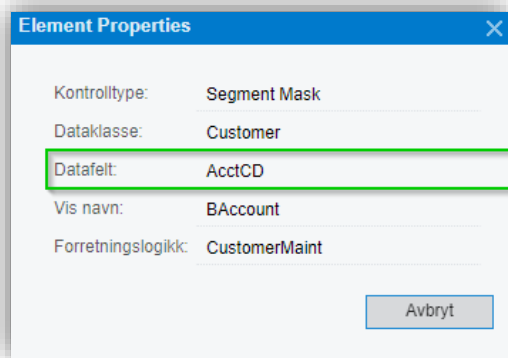 Element Properties
Kontrolltype: Segment Mask
Dataklasse: Customer
Datafelt: AcctCD
Vis navn: BAccount
Forretningslogikk: CustomerMaint
Avbryt